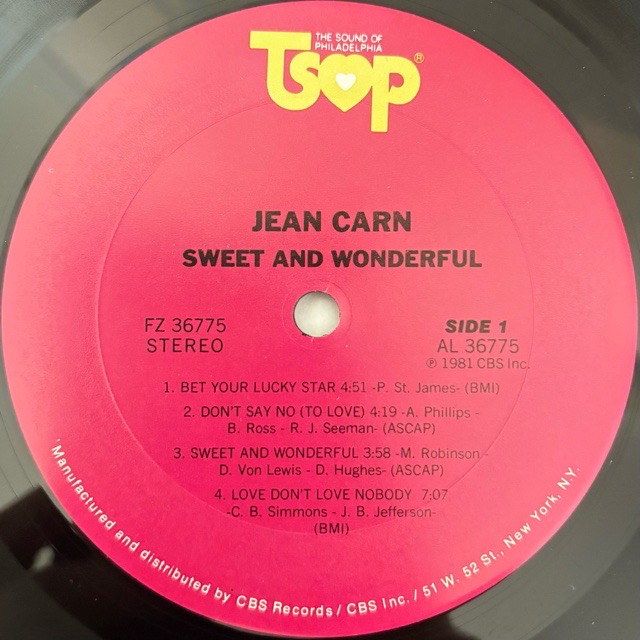 THE SOUND OF
PHILADELPHIA
TSOP®
JEAN CARN
SWEET AND WONDERFUL
FZ 36775
STEREO
SIDE 1
AL 36775
℗ 1981 CBS Inc.
1. BET YOUR LUCKY STAR 4:51 -P. St. James- (BMI)
2. DON'T SAY NO (TO LOVE) 4:19 -A. Phillips -
B. Ross - R. J. Seeman- (ASCAP)
3. SWEET AND WONDERFUL 3:58 -M. Robinson -
D. Von Lewis - D. Hughes- (ASCAP)
4. LOVE DON'T LOVE NOBODY 7:07
-C. B. Simmons - J. B. Jefferson-
(BMI)
Manufactured and distributed by CBS Records / CBS Inc. / 51 W. 52 St., New York, N.Y.